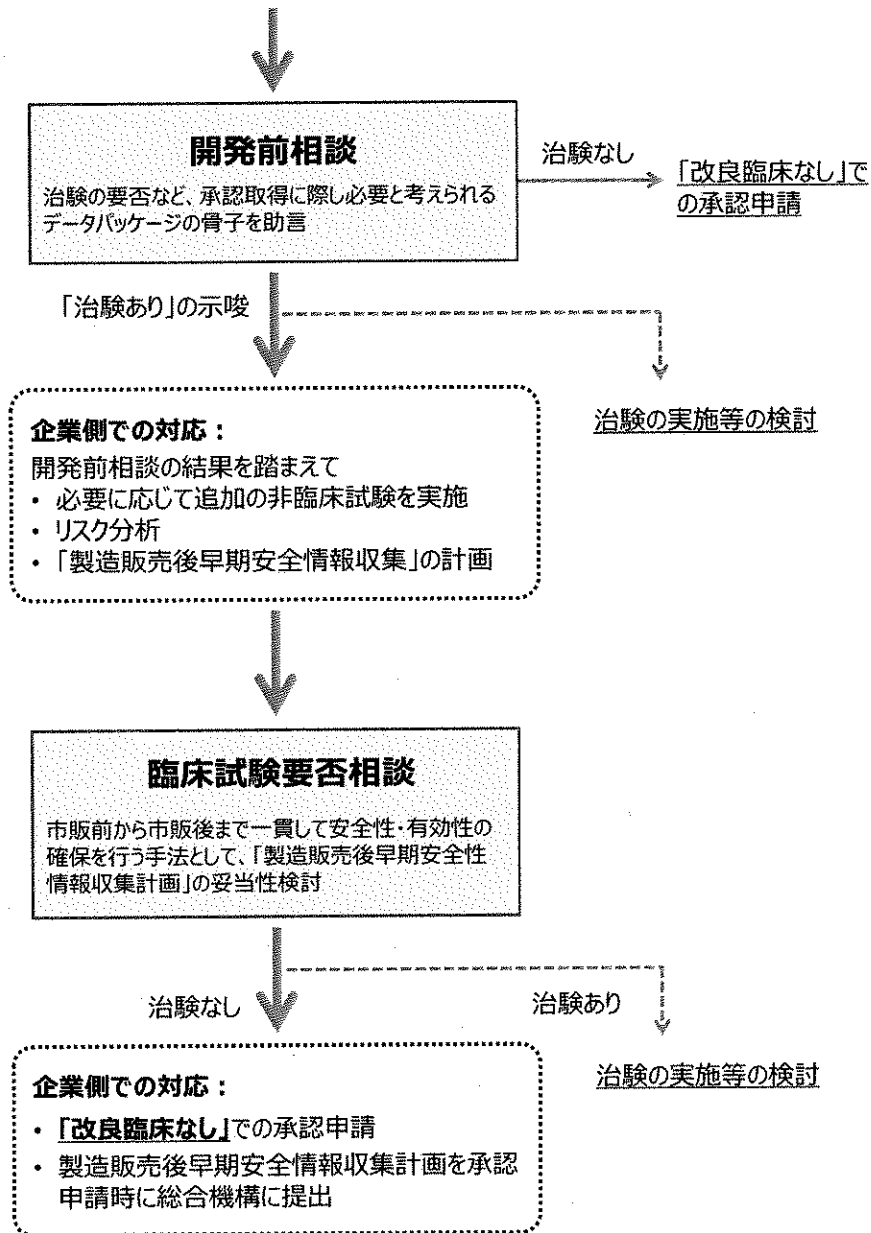 開発前相談
治験の要否など、承認取得に際し必要と考えられる
データパッケージの骨子を助言
治験なし
「改良臨床なし」で
の承認申請
「治験あり」の示唆
治験の実施等の検討
企業側での対応：
開発前相談の結果を踏まえて
・ 必要に応じて追加の非臨床試験を実施
・ リスク分析
・ 「製造販売後早期安全情報収集」の計画
臨床試験要否相談
市販前から市販後まで一貫して安全性・有効性の
確保を行う手法として、「製造販売後早期安全性
情報収集計画」の妥当性検討
治験なし
治験あり
治験の実施等の検討
企業側での対応：
・ 「改良臨床なし」での承認申請
・ 製造販売後早期安全情報収集計画を承認
申請時に総合機構に提出